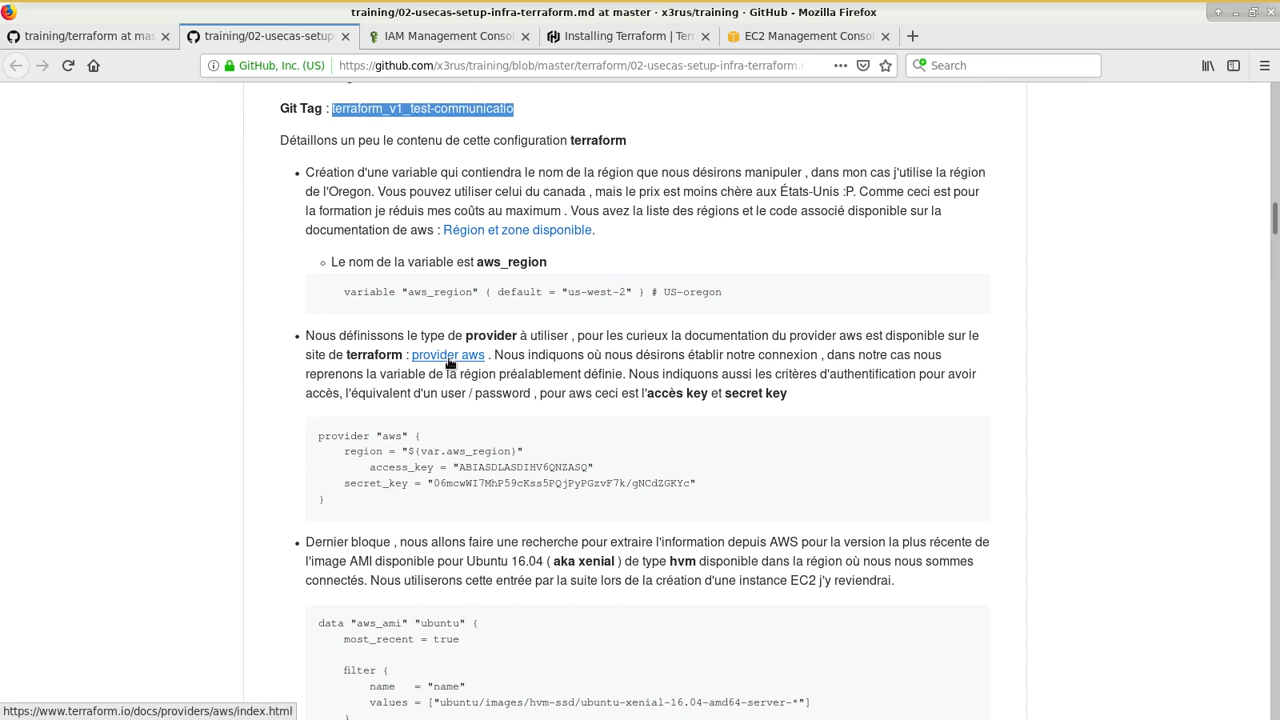 training/02-usecas-setup-infra-terraform.md at master · x3rus/training · GitHub - Mozilla Firefox
training/terraform at mas
training/02-usecas-setup
IAM Management Consol
Installing Terraform | Terr
EC2 Management Consol
GitHub, Inc. (US)
https://github.com/x3rus/training/blob/master/terraform/02-usecas-setup-infra-terraform.r
Search
Git Tag : terraform_v1_test-communicatio
Détaillons un peu le contenu de cette configuration terraform
• Création d'une variable qui contiendra le nom de la région que nous désirons manipuler , dans mon cas j'utilise la région
de l'Oregon. Vous pouvez utiliser celui du canada , mais le prix est moins chère aux États-Unis :P. Comme ceci est pour
la formation je réduis mes coûts au maximum . Vous avez la liste des régions et le code associé disponible sur la
documentation de aws : Région et zone disponible.
◦ Le nom de la variable est aws_region
variable "aws_region" { default = "us-west-2" } # US-oregon
• Nous définissons le type de provider à utiliser , pour les curieux la documentation du provider aws est disponible sur le
site de terraform : provider aws . Nous indiquons où nous désirons établir notre connexion , dans notre cas nous
reprenons la variable de la région préalablement définie. Nous indiquons aussi les critères d'authentification pour avoir
accès, l'équivalent d'un user / password , pour aws ceci est l'accès key et secret key
provider "aws" {
region = "${var.aws_region}"
access_key = "ABIASDLASDIHV6QNZASQ"
secret_key = "06mcwWI7MhP59cKss5PQjPyPGzvF7k/gNCdZGKYc"
}
• Dernier bloque , nous allons faire une recherche pour extraire l'information depuis AWS pour la version la plus récente de
l'image AMI disponible pour Ubuntu 16.04 ( aka xenial ) de type hvm disponible dans la région où nous nous sommes
connectés. Nous utiliserons cette entrée par la suite lors de la création d'une instance EC2 j'y reviendrai.
data "aws_ami" "ubuntu" {
most_recent = true
filter {
name = "name"
values = ["ubuntu/images/hvm-ssd/ubuntu-xenial-16.04-amd64-server-*"]
}
https://www.terraform.io/docs/providers/aws/index.html